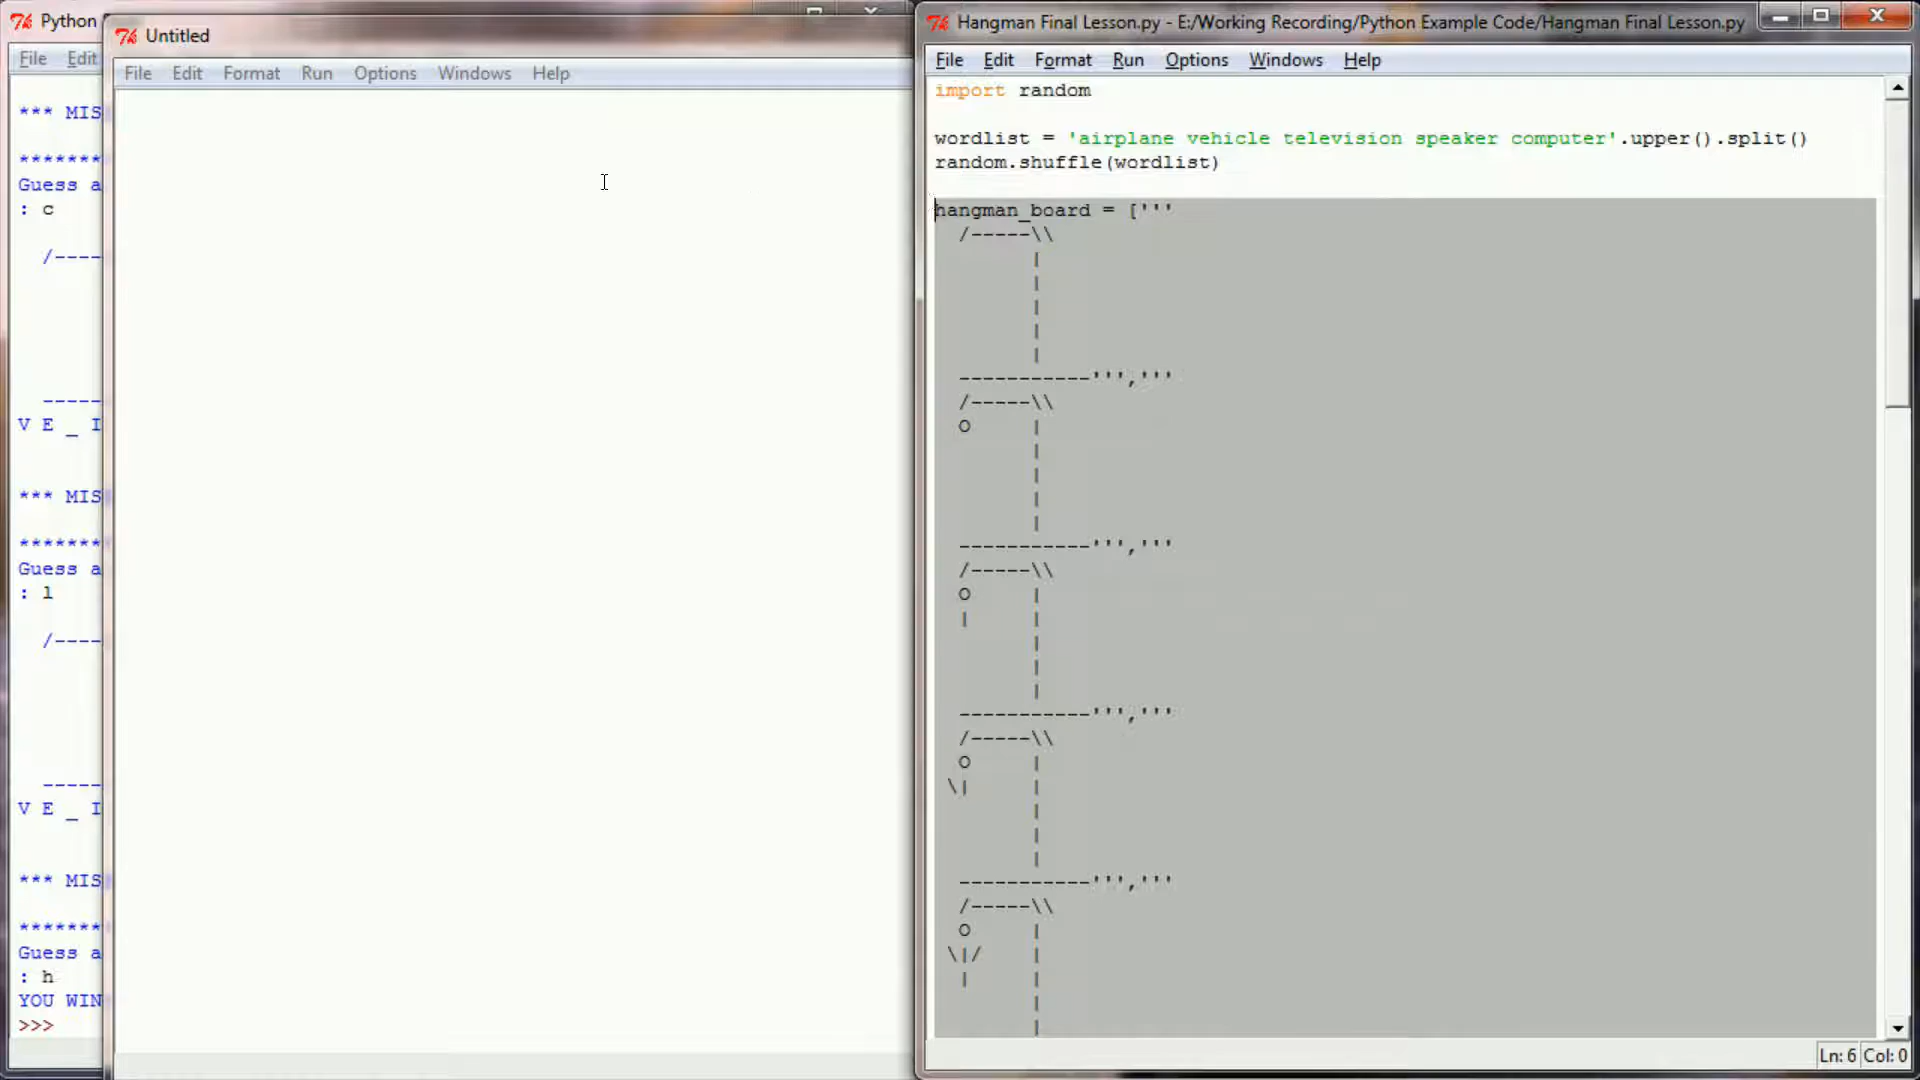 Python
File Edit
*** MIS
********
Guess a
: c
/----
-----
V E _ I
*** MIS
********
Guess a
: l
/----
-----
V E _ I
*** MIS
********
Guess a
: h
YOU WIN
>>>
Untitled
File Edit Format Run Options Windows Help
Hangman Final Lesson.py - E:/Working Recording/Python Example Code/Hangman Final Lesson.py
File Edit Format Run Options Windows Help
import random
wordlist = 'airplane vehicle television speaker computer'.upper().split()
random.shuffle(wordlist)
hangman_board = ['''
/-----\\
|
|
|
|
|
-----------''','''
/-----\\
O |
|
|
|
|
-----------''','''
/-----\\
O |
| |
|
|
|
-----------''','''
/-----\\
O |
\| |
|
|
|
-----------''','''
/-----\\
O |
\|/ |
| |
|
|
Ln: 6 Col: 0